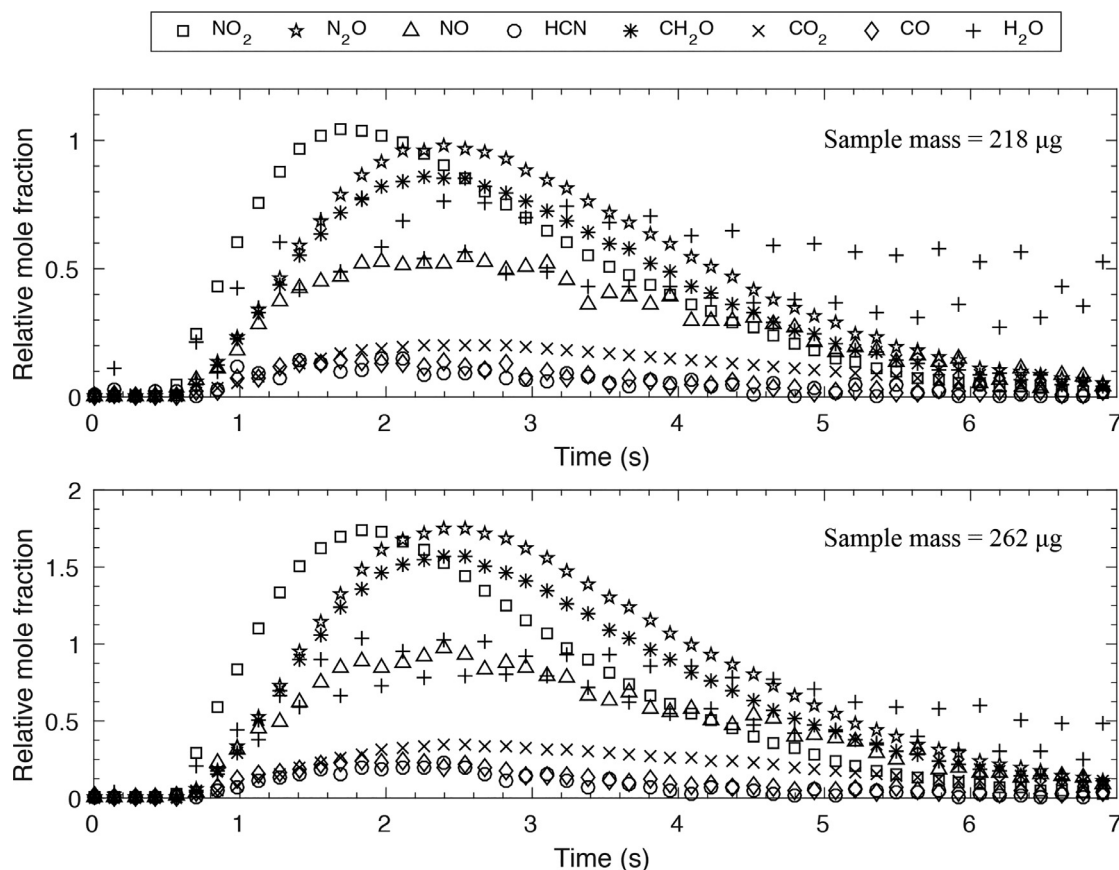 NO2 N2O NO HCN CH2O CO2 CO H2O
Relative mole fraction
1
0.5
0
Sample mass = 218 μg
0 1 2 3 4 5 6 7
Time (s)
Relative mole fraction
2
1.5
1
0.5
0
Sample mass = 262 μg
0 1 2 3 4 5 6 7
Time (s)